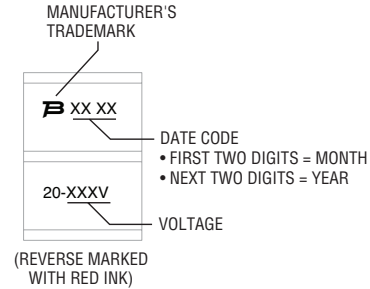 MANUFACTURER'S
TRADEMARK
B XX XX
DATE CODE
• FIRST TWO DIGITS = MONTH
• NEXT TWO DIGITS = YEAR
20-XXXV
VOLTAGE
(REVERSE MARKED
WITH RED INK)